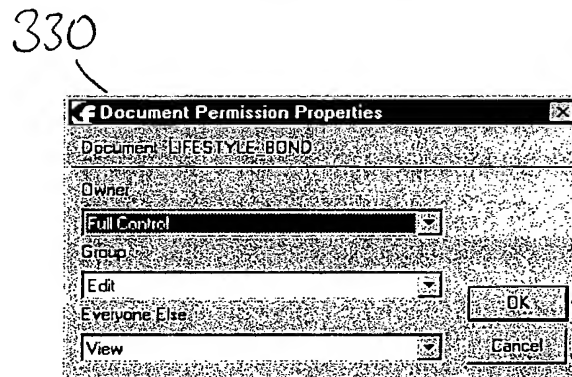 330
Document Permission Properties
Document LIFESTYLE BOND
Owner
Full Control
Group
Edit
Everyone Else
View
OK
Cancel